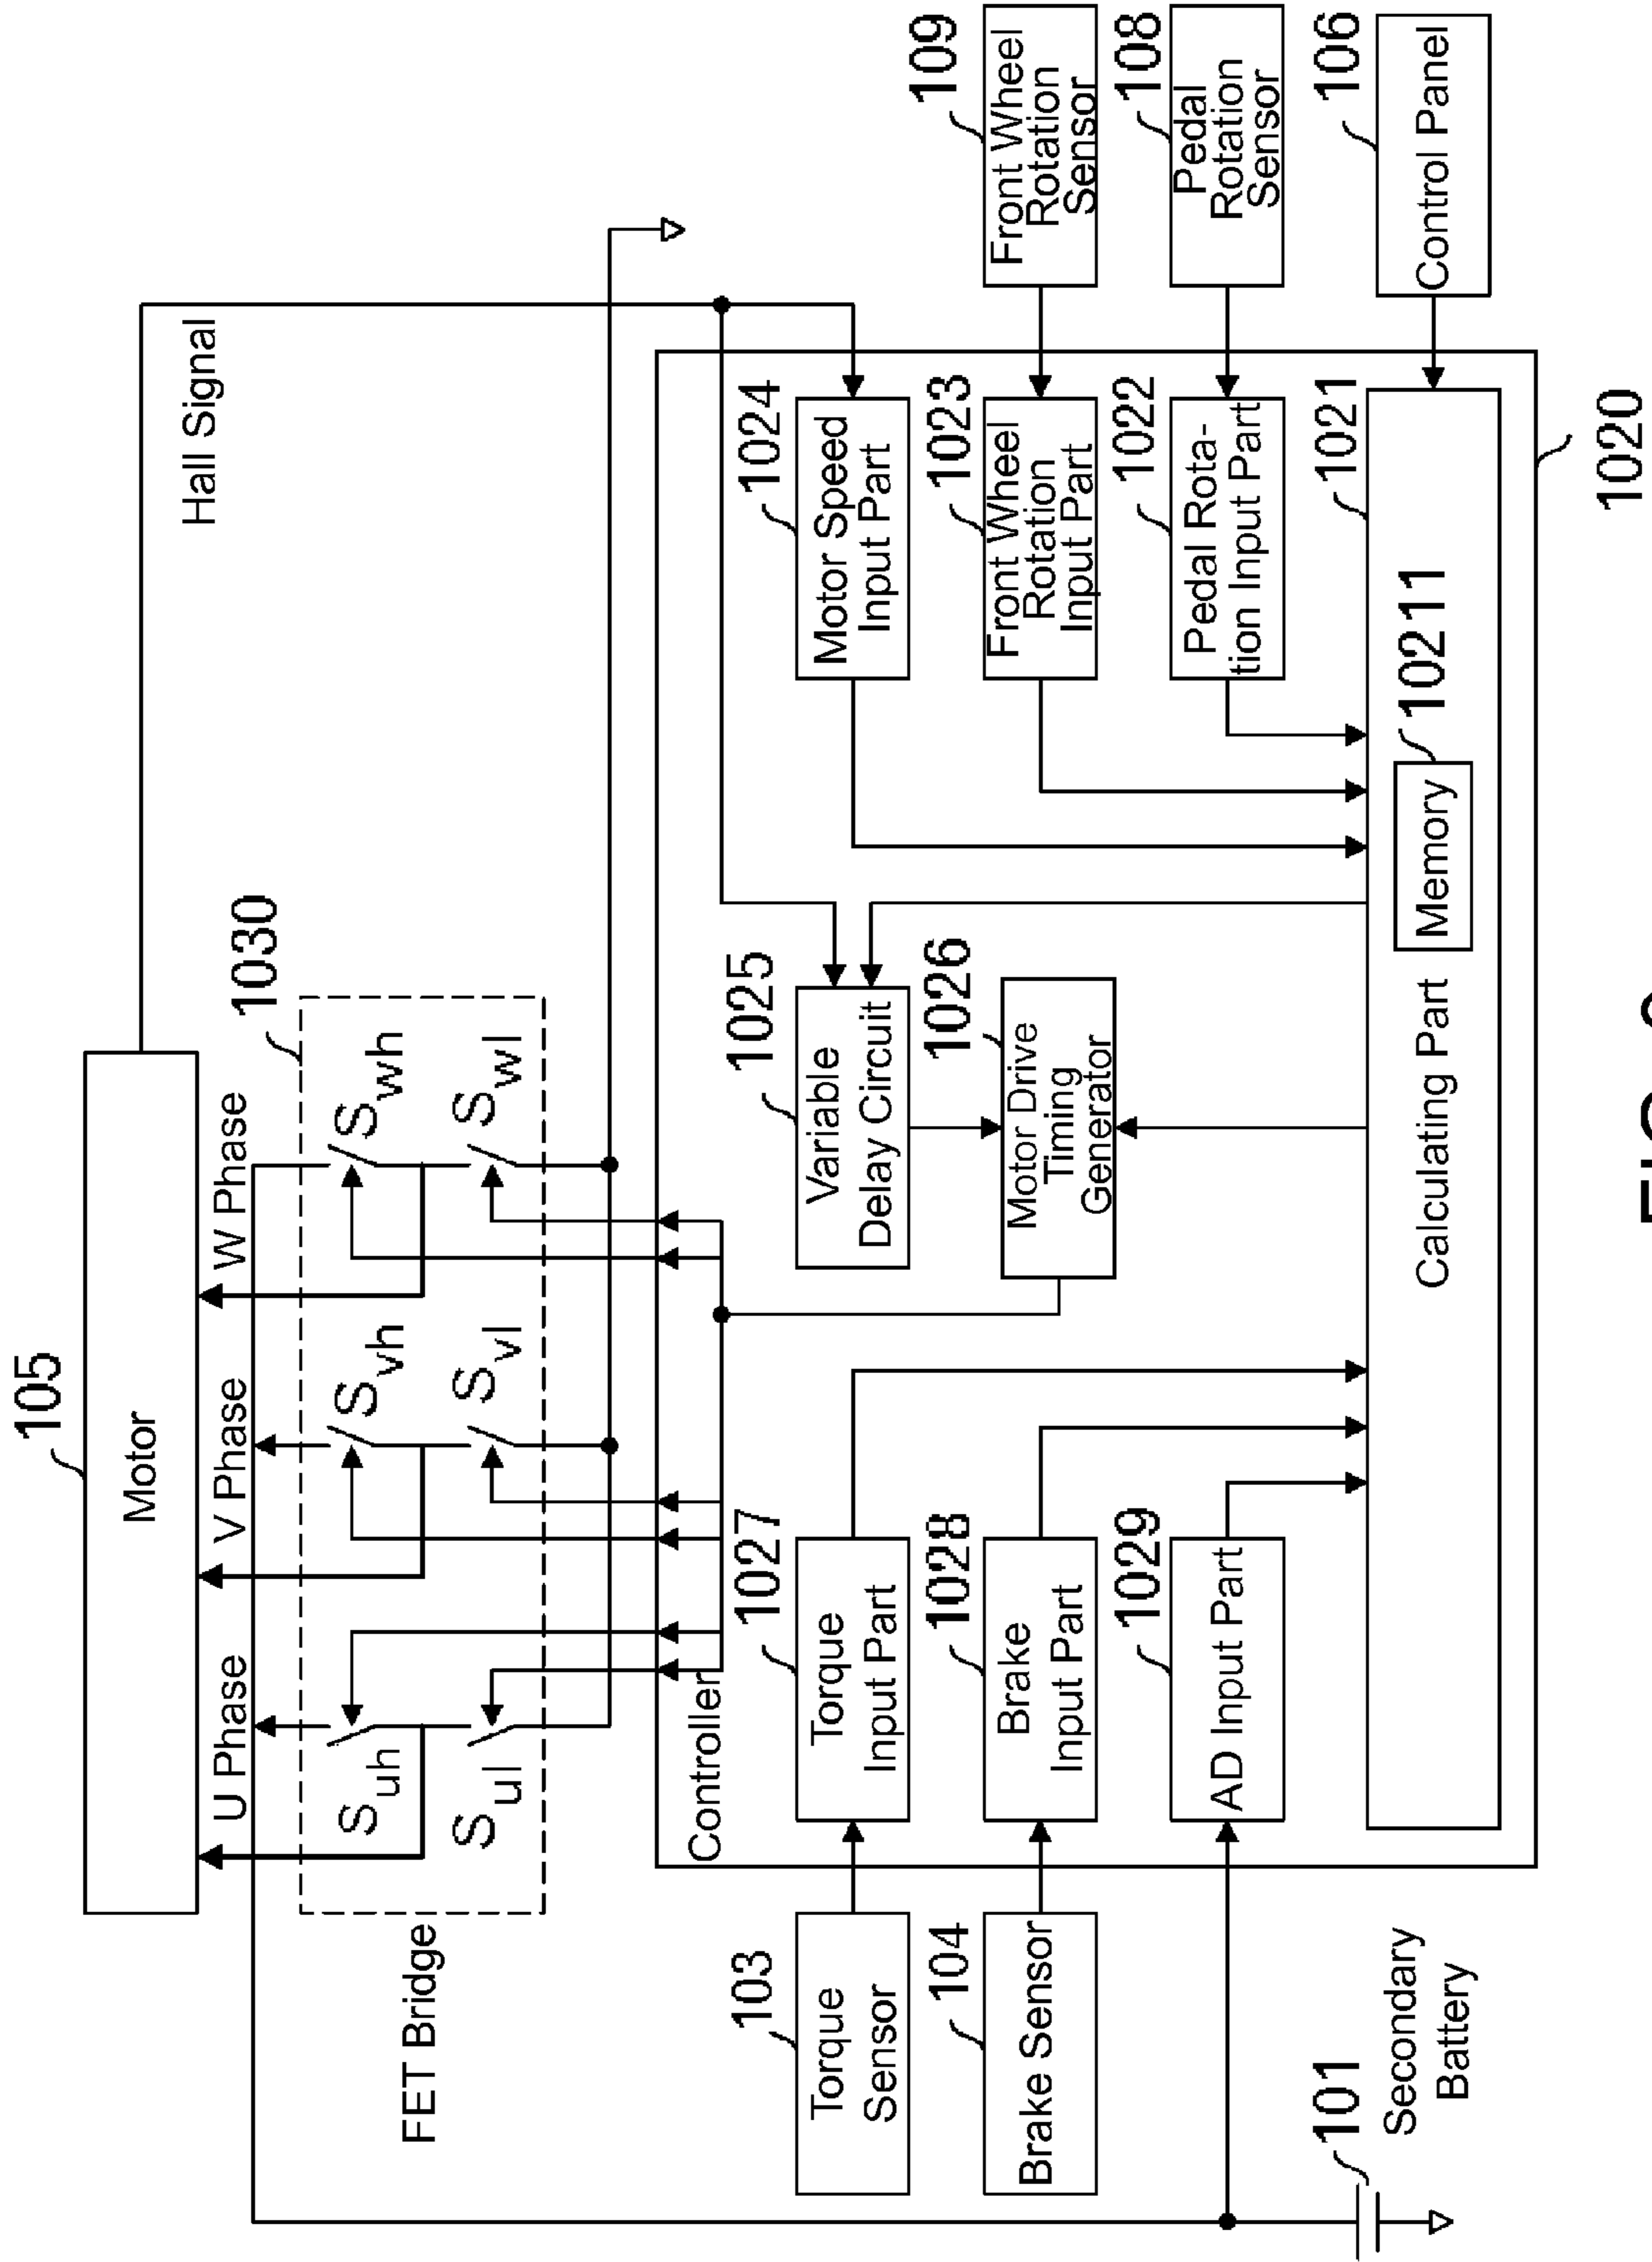 105
Motor
Hall Signal
U Phase
V Phase
W Phase
1030
FET Bridge
Suh
Svh
Swh
Sul
Svl
Swl
Controller
103
Torque
Sensor
1027
Torque
Input Part
1025
Variable
Delay Circuit
1024
Motor Speed
Input Part
109
Front Wheel
Rotation
Sensor
104
Brake Sensor
1028
Brake
Input Part
1026
Motor Drive
Timing
Generator
1023
Front Wheel
Rotation
Input Part
108
Pedal
Rotation
Sensor
1029
AD Input Part
1022
Pedal Rota-
tion Input Part
106
Control Panel
101
Secondary
Battery
1021
Calculating Part
Memory
10211
1020